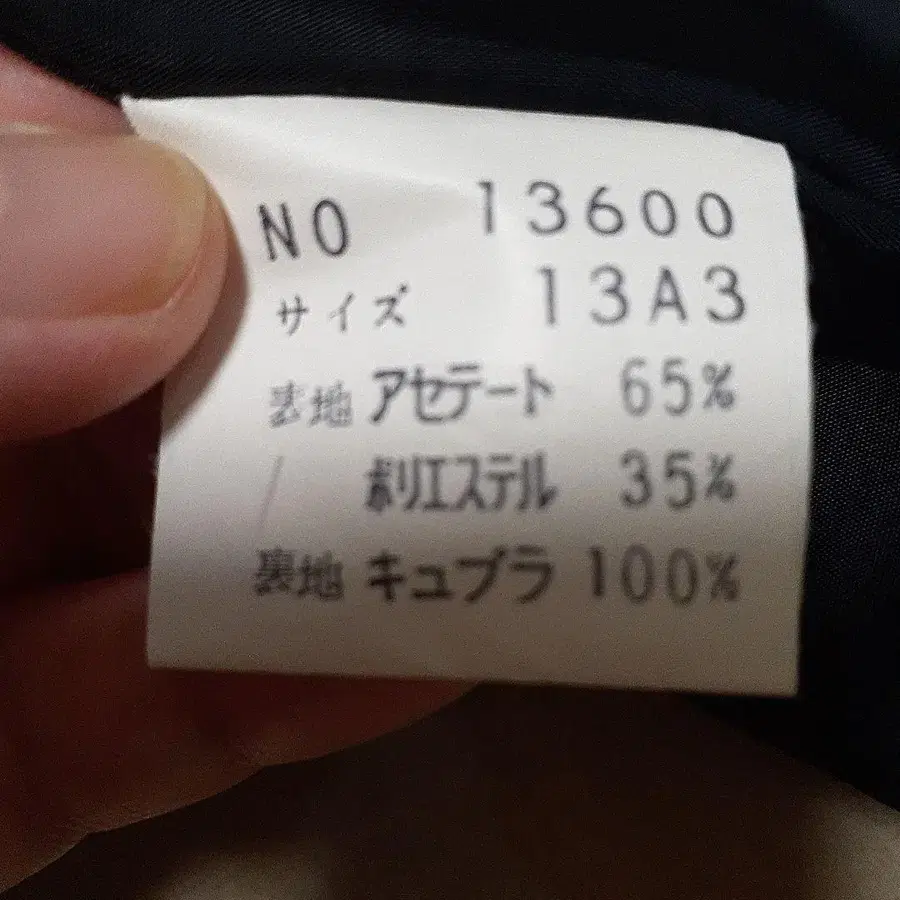 NO 13600
サイズ 13A3
表地 アセテート 65%
/ ポリエステル 35%
裏地 キュプラ 100%